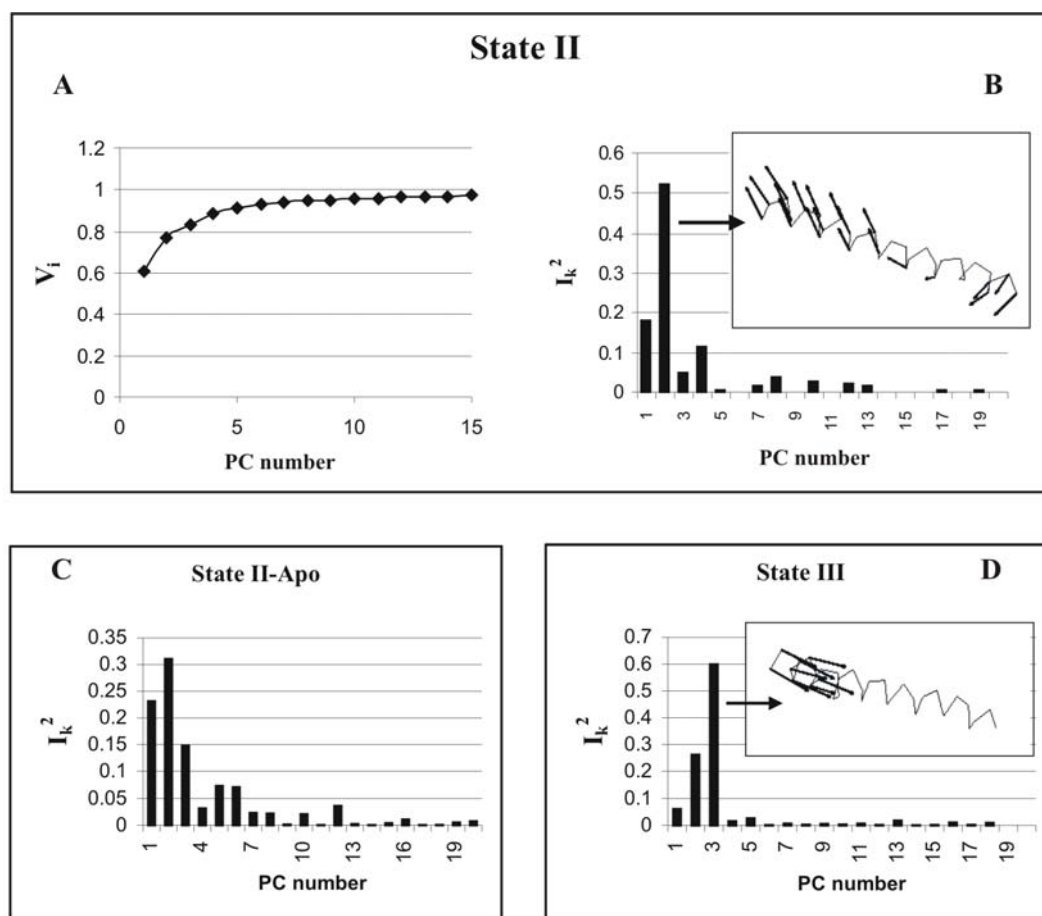 State II
A
1.2
1
0.8
0.6
0.4
0.2
0
V_i
0 5 10 15
PC number
B
0.6
0.5
0.4
0.3
0.2
0.1
0
I_k^2
1 3 5 7 9 11 13 15 17 19
PC number
C
State II-Apo
0.35
0.3
0.25
0.2
0.15
0.1
0.05
0
I_k^2
1 4 7 10 13 16 19
PC number
State III
D
0.7
0.6
0.5
0.4
0.3
0.2
0.1
0
I_k^2
1 3 5 7 9 11 13 15 17 19
PC number